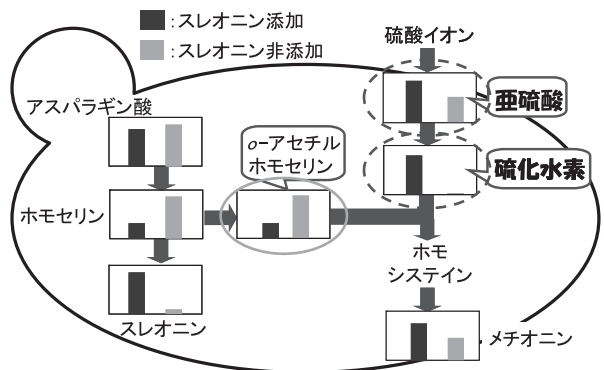 ：スレオニン添加
：スレオニン非添加
硫酸イオン
アスパラギン酸
亜硫酸
o-アセチル
ホモセリン
硫化水素
ホモセリン
ホモ
システイン
スレオニン
メチオニン